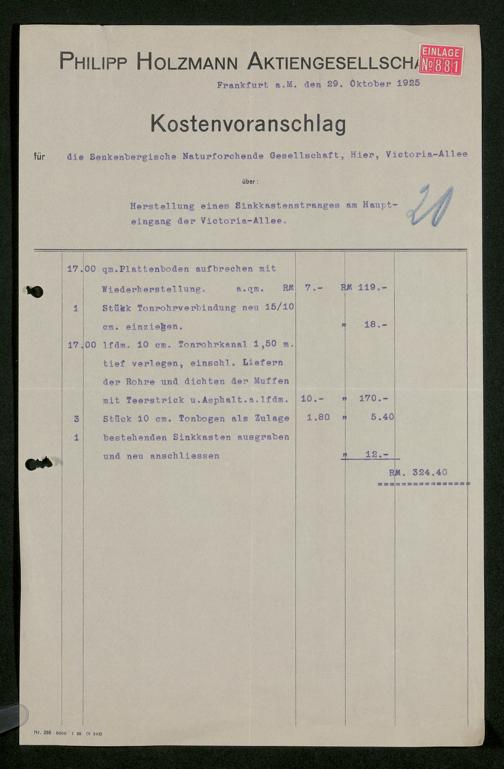 PHILIPP HOLZMANN AKTIENGESELLSCHA
EINLAGE
No 881
Frankfurt a.M. den 29. Oktober 1925
Kostenvoranschlag
für die Senkenbergische Naturforchende Gesellschaft, Hier, Victoria-Allee
über:
Herstellung eines Sinkkastenstranges am Haupt-
eingang der Victoria-Allee.
20
17.00 qm.Plattenboden aufbrechen mit
Wiederherstellung. a.qm. RM 7.- RM 119.-
1 Stück Tonrohrverbindung neu 15/10
cm. einziehen. " 18.-
17.00 lfdm. 10 cm. Tonrohrkanal 1,50 m.
tief verlegen, einschl. Liefern
der Rohre und dichten der Muffen
mit Teerstrick u.Asphalt.a.lfdm. 10.- " 170.-
3 Stück 10 cm. Tonbogen als Zulage 1.80 " 5.40
1 bestehenden Sinkkasten ausgraben
und neu anschliessen " 12.-
RM. 324.40
Nr. 298